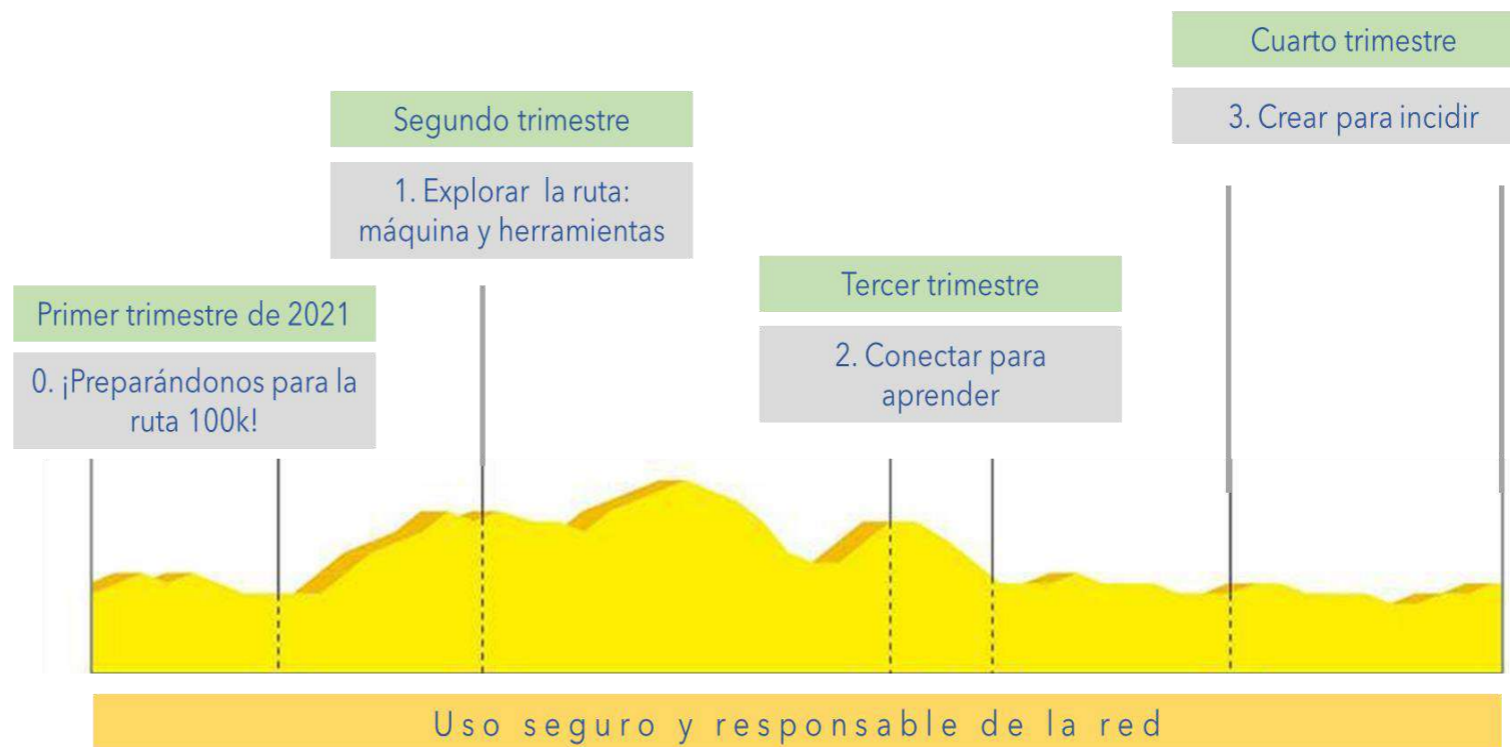 Primer trimestre de 2021
0. ¡Preparándonos para la
ruta 100k!
Segundo trimestre
1. Explorar la ruta:
máquina y herramientas
Tercer trimestre
2. Conectar para
aprender
Cuarto trimestre
3. Crear para incidir
Uso seguro y responsable de la red